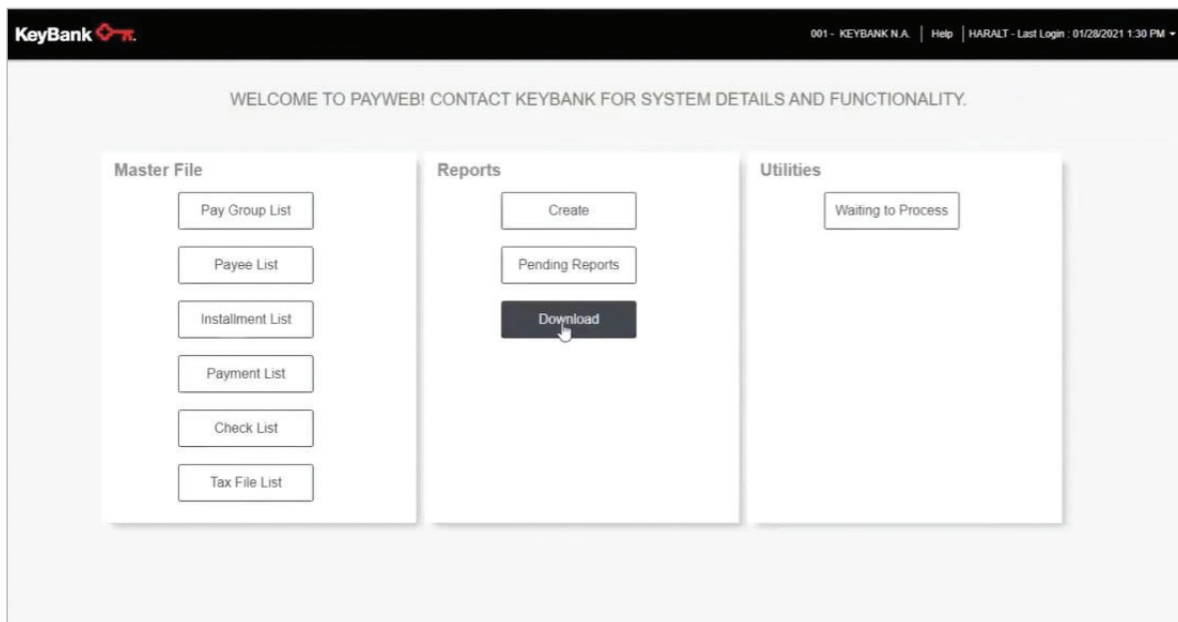 KeyBank
001 - KEYBANK N.A. | Help | HARALT - Last Login : 01/28/2021 1:30 PM
WELCOME TO PAYWEB! CONTACT KEYBANK FOR SYSTEM DETAILS AND FUNCTIONALITY.
Master File
Pay Group List
Payee List
Installment List
Payment List
Check List
Tax File List
Reports
Create
Pending Reports
Download
Utilities
Waiting to Process